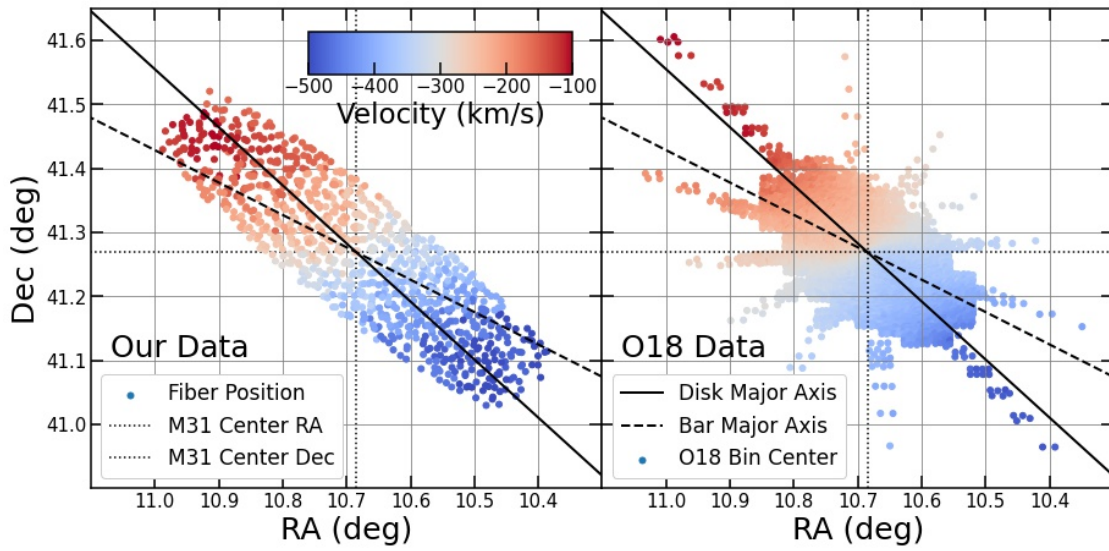 41.6
41.5
41.4
41.3
41.2
41.1
41.0
Dec (deg)
−500 −400 −300 −200 −100
Velocity (km/s)
Our Data
Fiber Position
M31 Center RA
M31 Center Dec
11.0 10.9 10.8 10.7 10.6 10.5 10.4
RA (deg)
O18 Data
Disk Major Axis
Bar Major Axis
O18 Bin Center
11.0 10.9 10.8 10.7 10.6 10.5 10.4
RA (deg)